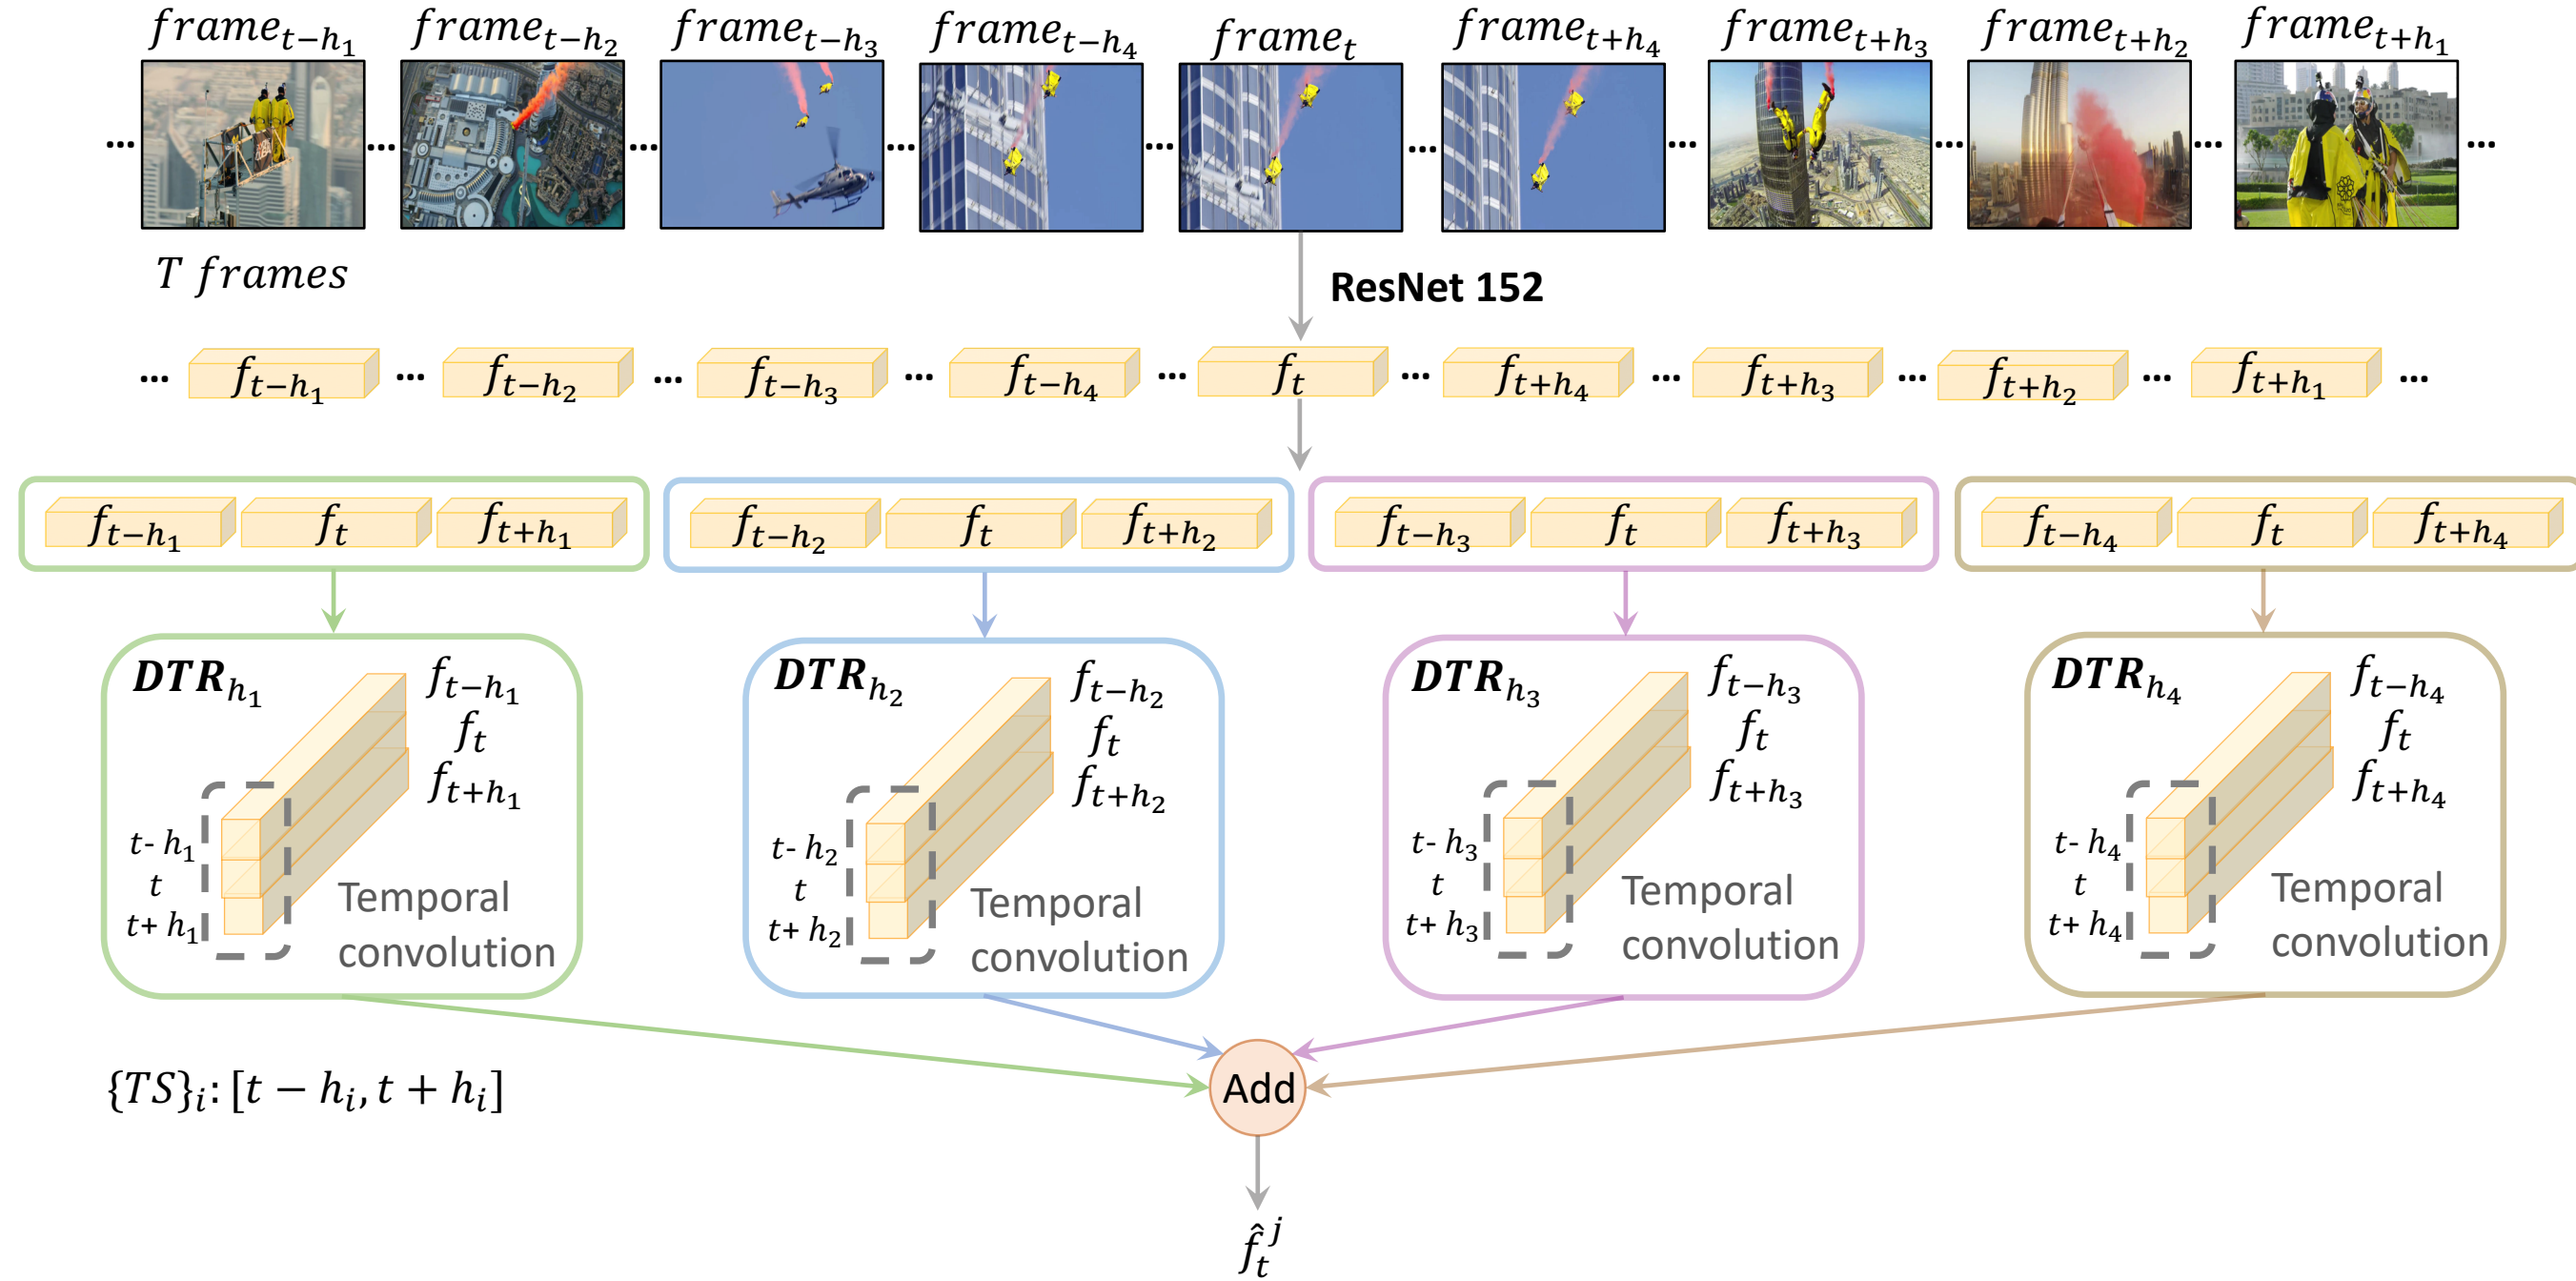 frame_{t−h_1} frame_{t−h_2} frame_{t−h_3} frame_{t−h_4} frame_t frame_{t+h_4} frame_{t+h_3} frame_{t+h_2} frame_{t+h_1}
... ... ... ... ... ... ... ... ... ...
T frames
ResNet 152
... f_{t−h_1} ... f_{t−h_2} ... f_{t−h_3} ... f_{t−h_4} ... f_t ... f_{t+h_4} ... f_{t+h_3} ... f_{t+h_2} ... f_{t+h_1} ...
f_{t−h_1} f_t f_{t+h_1}
f_{t−h_2} f_t f_{t+h_2}
f_{t−h_3} f_t f_{t+h_3}
f_{t−h_4} f_t f_{t+h_4}
DTR_{h_1}
f_{t−h_1}
f_t
f_{t+h_1}
t- h_1
t
t+ h_1
Temporal
convolution
DTR_{h_2}
f_{t−h_2}
f_t
f_{t+h_2}
t- h_2
t
t+ h_2
Temporal
convolution
DTR_{h_3}
f_{t−h_3}
f_t
f_{t+h_3}
t- h_3
t
t+ h_3
Temporal
convolution
DTR_{h_4}
f_{t−h_4}
f_t
f_{t+h_4}
t- h_4
t
t+ h_4
Temporal
convolution
{TS}_i: [t − h_i, t + h_i]
Add
f̂_t^j